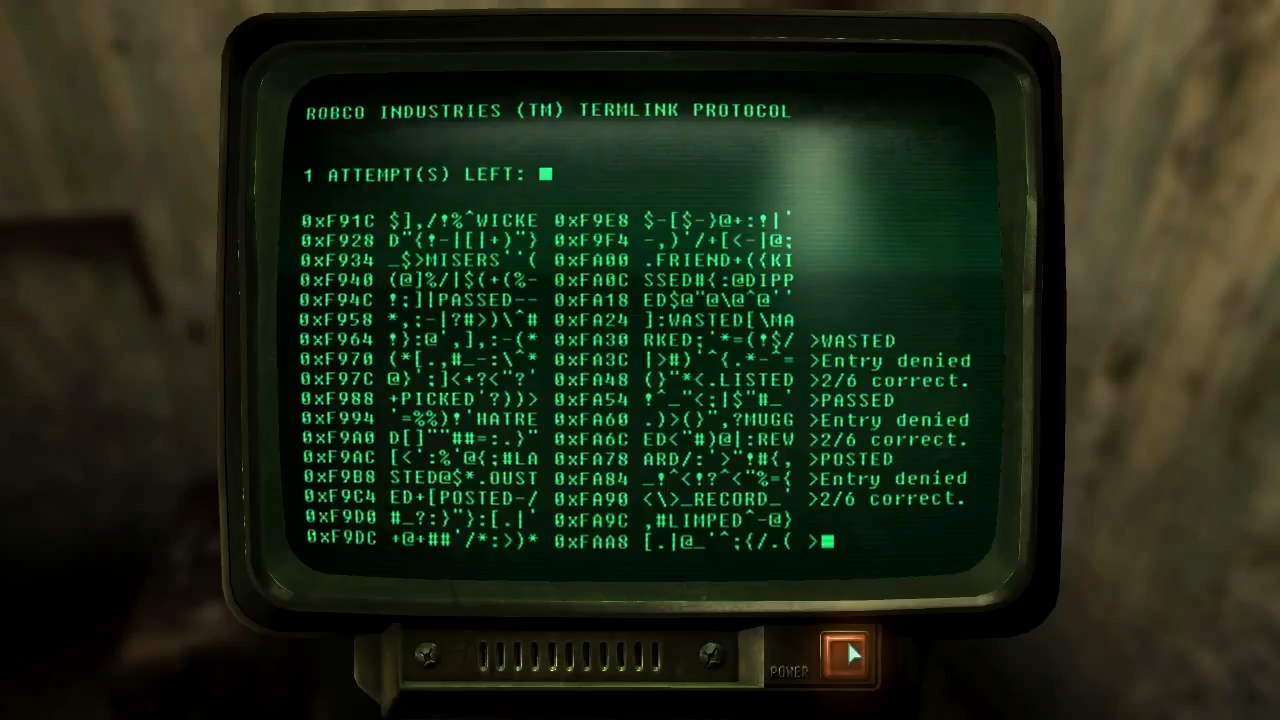 ROBCO INDUSTRIES (TM) TERMLINK PROTOCOL
1 ATTEMPT(S) LEFT:
0xF91C $],/!%^WICKE 0xF9E8 $-[$-}@+:!|'
0xF928 D"{!-|[|+)"} 0xF9F4 -,)'/+[<-|@;
0xF934 _$>MISERS''( 0xFA00 .FRIEND+({KI
0xF940 (@]%/|$(+(%- 0xFA0C SSED#{:@DIPP
0xF94C !;]|PASSED-- 0xFA18 ED$@"@\@^@''
0xF958 *,:-|?#>)\^# 0xFA24 ]:WASTED[\MA
0xF964 !}:@',],:-(* 0xFA30 RKED;'*=(!$/ >WASTED
0xF970 (*[.,#_-:\^* 0xFA3C |>#)'^{.*-^= >Entry denied
0xF97C @}';]<+?<"?' 0xFA48 (}"*<.LISTED >2/6 correct.
0xF988 +PICKED'?))> 0xFA54 !^_"<;|$"#_' >PASSED
0xF994 '=%%)!'HATRE 0xFA60 .)>(}",?MUGG >Entry denied
0xF9A0 D[]""##=:.}" 0xFA6C ED<"#)@|:REW >2/6 correct.
0xF9AC [<':%'@{;#LA 0xFA78 ARD/:'>"!#{, >POSTED
0xF9B8 STED@$*.OUST 0xFA84 _!^<!?^<"%={ >Entry denied
0xF9C4 ED+[POSTED-/ 0xFA90 <\>_RECORD_' >2/6 correct.
0xF9D0 #_?:}"}:[.|' 0xFA9C ,#LIMPED^-@}
0xF9DC +@+##'/*:>)* 0xFAA8 [.|@_'^;{/.( >
POWER